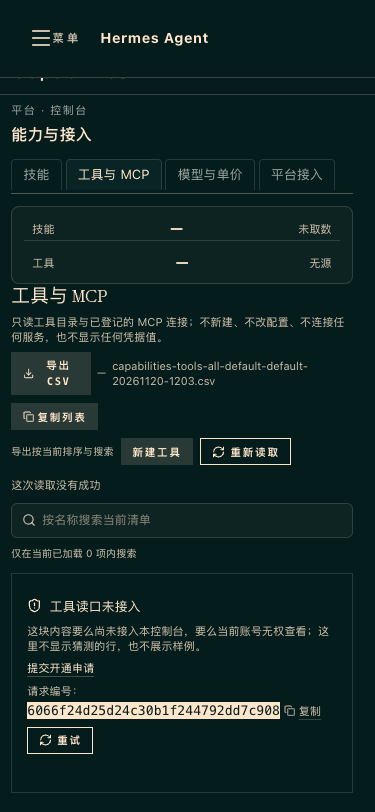 菜单 Hermes Agent
平台 · 控制台
能力与接入
技能 工具与 MCP 模型与单价 平台接入
技能 — 未取数
工具 — 无源
工具与 MCP
只读工具目录与已登记的 MCP 连接；不新建、不改配置、不连接任
何服务，也不显示任何凭据值。
导出 CSV — capabilities-tools-all-default-default-
20261120-1203.csv
复制列表
导出按当前排序与搜索 新建工具 重新读取
这次读取没有成功
按名称搜索当前清单
仅在当前已加载 0 项内搜索
工具读口未接入
这块内容要么尚未接入本控制台，要么当前账号无权查看；这
里不显示猜测的行，也不展示样例。
提交开通申请
请求编号：
6066f24d25d24c30b1f244792dd7c908 复制
重试